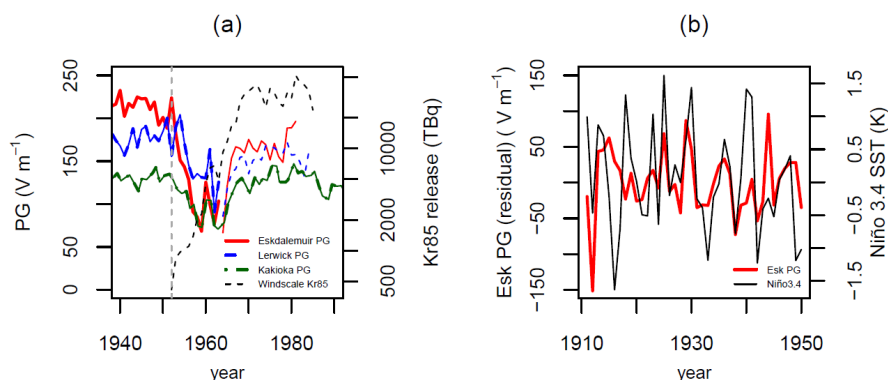 (a)
PG (V m⁻¹)
250
150
100
50
0
10000
2000
500
Kr85 release (TBq)
Eskdalemuir PG
Lerwick PG
Kakioka PG
Windscale Kr85
1940 1960 1980
year
(b)
Esk PG (residual) ( V m⁻¹)
150
50
−50
−150
1.5
0.5
−0.5
−1.5
Niño 3.4 SST (K)
Esk PG
Niño3.4
1910 1930 1950
year